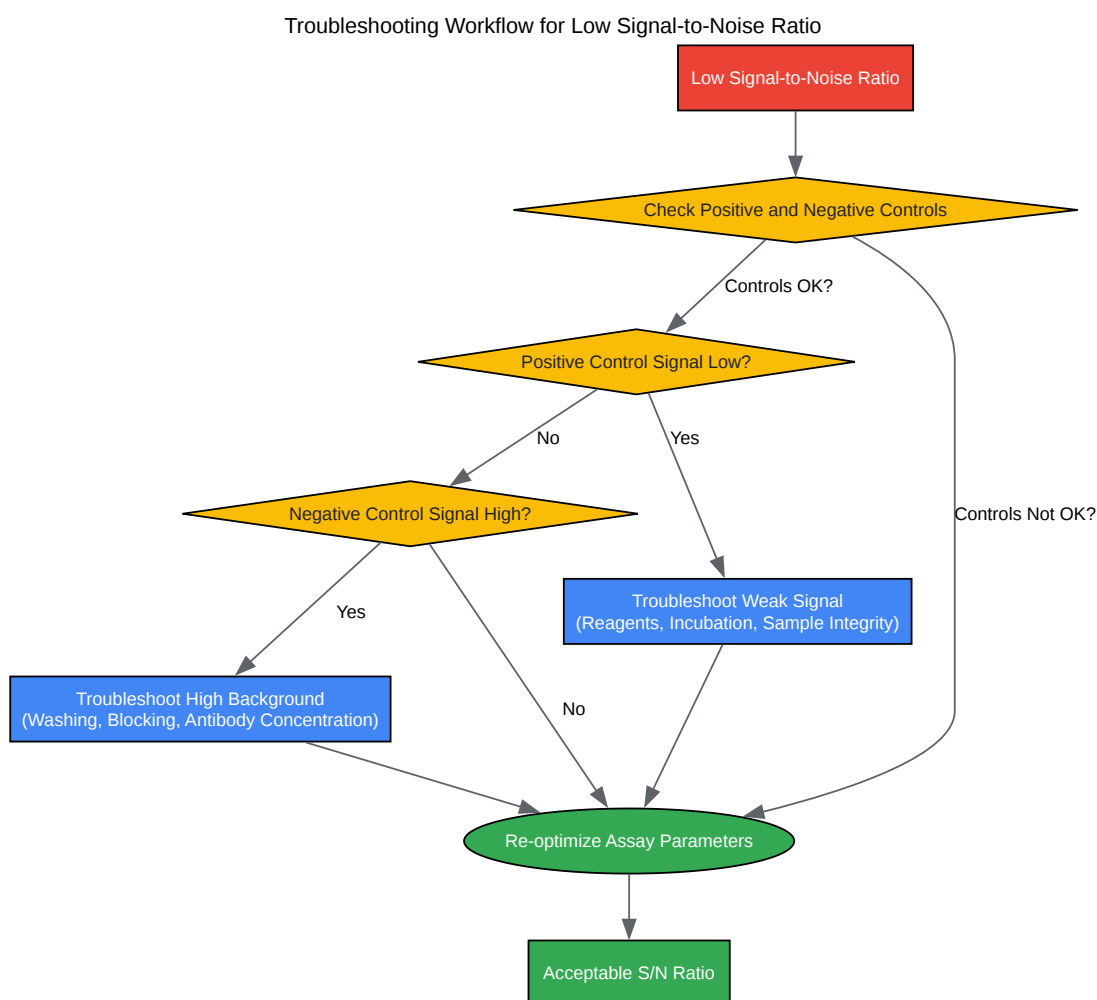 Troubleshooting Workflow for Low Signal-to-Noise Ratio
Low Signal-to-Noise Ratio
Check Positive and Negative Controls
Controls OK?
Positive Control Signal Low?
No
Yes
Negative Control Signal High?
Controls Not OK?
Troubleshoot Weak Signal
(Reagents, Incubation, Sample Integrity)
Yes
Troubleshoot High Background
(Washing, Blocking, Antibody Concentration)
No
Re-optimize Assay Parameters
Acceptable S/N Ratio